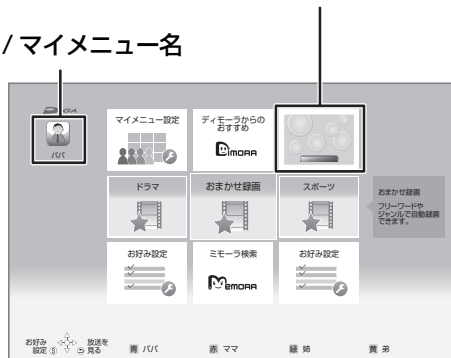 / マイメニュー名
DIGA
パパ
マイメニュー設定
ディモーラからの
おすすめ
DIMORA
ドラマ
おまかせ録画
スポーツ
おまかせ録画
フリーワードや
ジャンルで自動録画
できます。
お好み設定
ミモーラ検索
MeMORA
お好み設定
お好み
設定 S
放送を
見る
青 パパ
赤 ママ
緑 姉
黄 弟